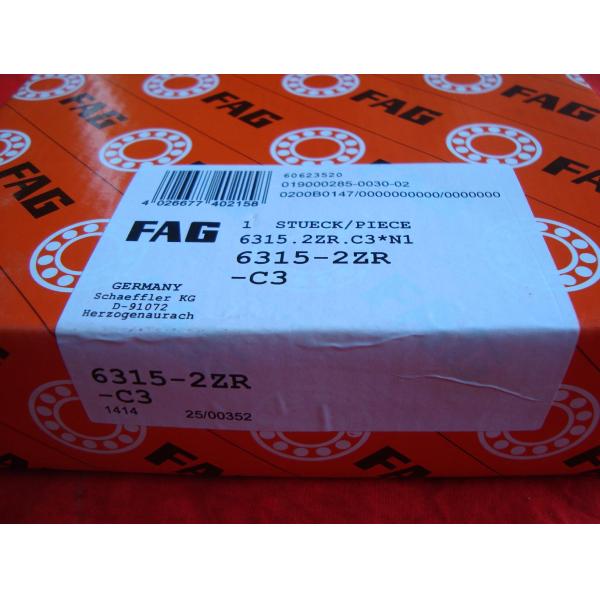 FAG FAG FAG
FAG
60623520
019000285-0030-02
0200B0147/0000000000/0000000
4 026677 402158
FAG
1 STUECK/PIECE
6315.2ZR.C3*N1
6315-2ZR
-C3
GERMANY
Schaeffler KG
D-91072
Herzogenaurach
6315-2ZR
-C3
1414 25/00352
FAG
FAG